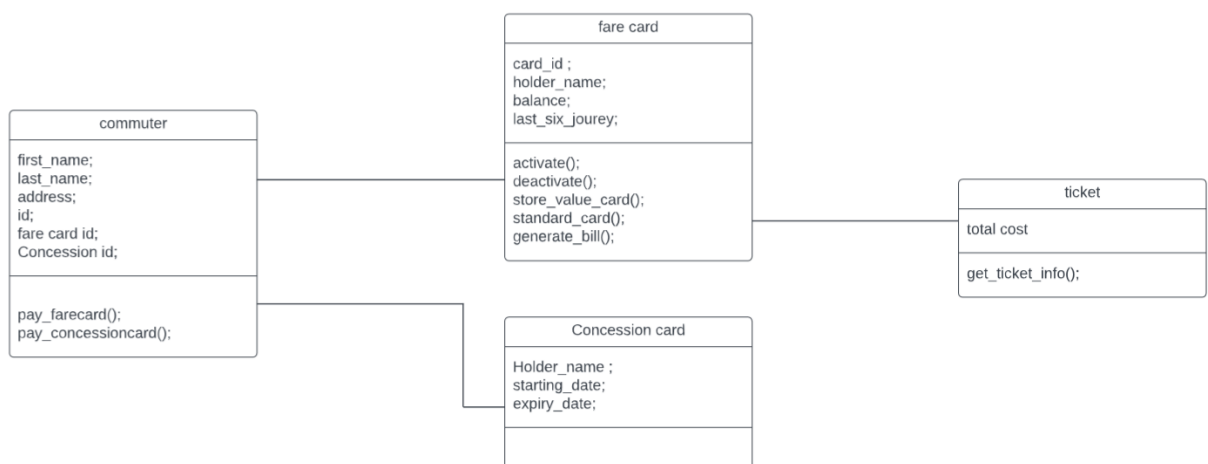 commuter
first_name;
last_name;
address;
id;
fare card id;
Concession id;
pay_farecard();
pay_concessioncard();
fare card
card_id ;
holder_name;
balance;
last_six_jourey;
activate();
deactivate();
store_value_card();
standard_card();
generate_bill();
Concession card
Holder_name ;
starting_date;
expiry_date;
ticket
total cost
get_ticket_info();